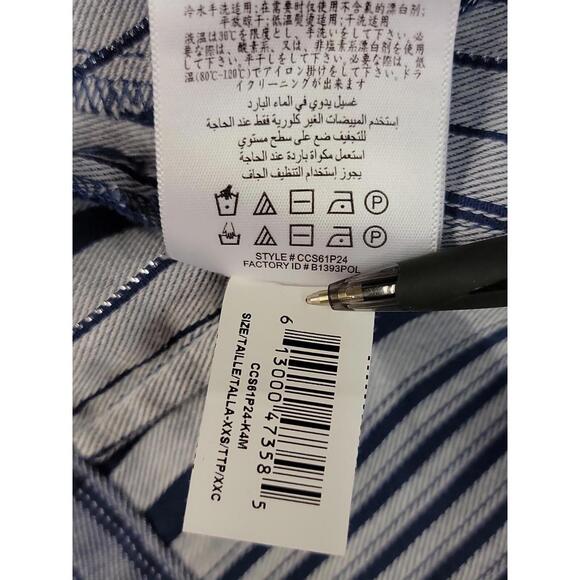 冷水手洗适用;在需要时仅使用不含氯的漂白剂;
平放晾干;低温熨烫适用;干洗适用
液温は30℃を限度とし、手洗いをして下さい。必
要な際は、酸素系、又は、非塩素系漂白剤を使用
して下さい。平干しをして下さい。必要な際は、低
温(80℃-120℃)でアイロン掛けをして下さい。ドラ
イクリーニングが出来ます
غسيل يدوي في الماء البارد
إستخدم المبيضات الغير كلورية فقط عند الحاجة
للتجفيف ضع على سطح مستوي
استعمل مكواة باردة عند الحاجة
يجوز إستخدام التنظيف الجاف
STYLE # CCS61P24
FACTORY ID # B1393POL
6 13000 47358 5
CCS61P24-K4M
SIZE/TAILLE/TALLA-XXS/TTP/XXC